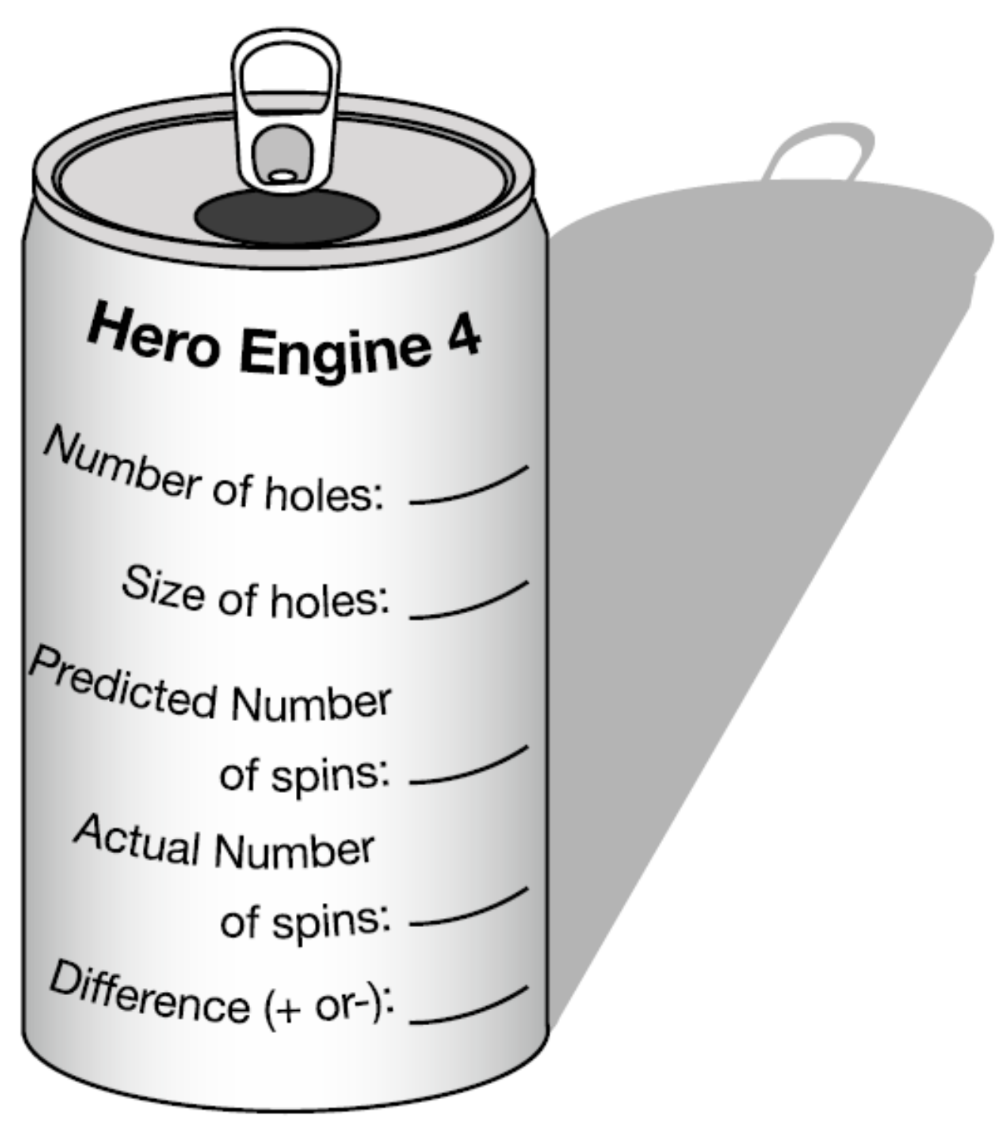 Hero Engine 4
Number of holes:
Size of holes:
Predicted Number
of spins:
Actual Number
of spins:
Difference (+ or-):